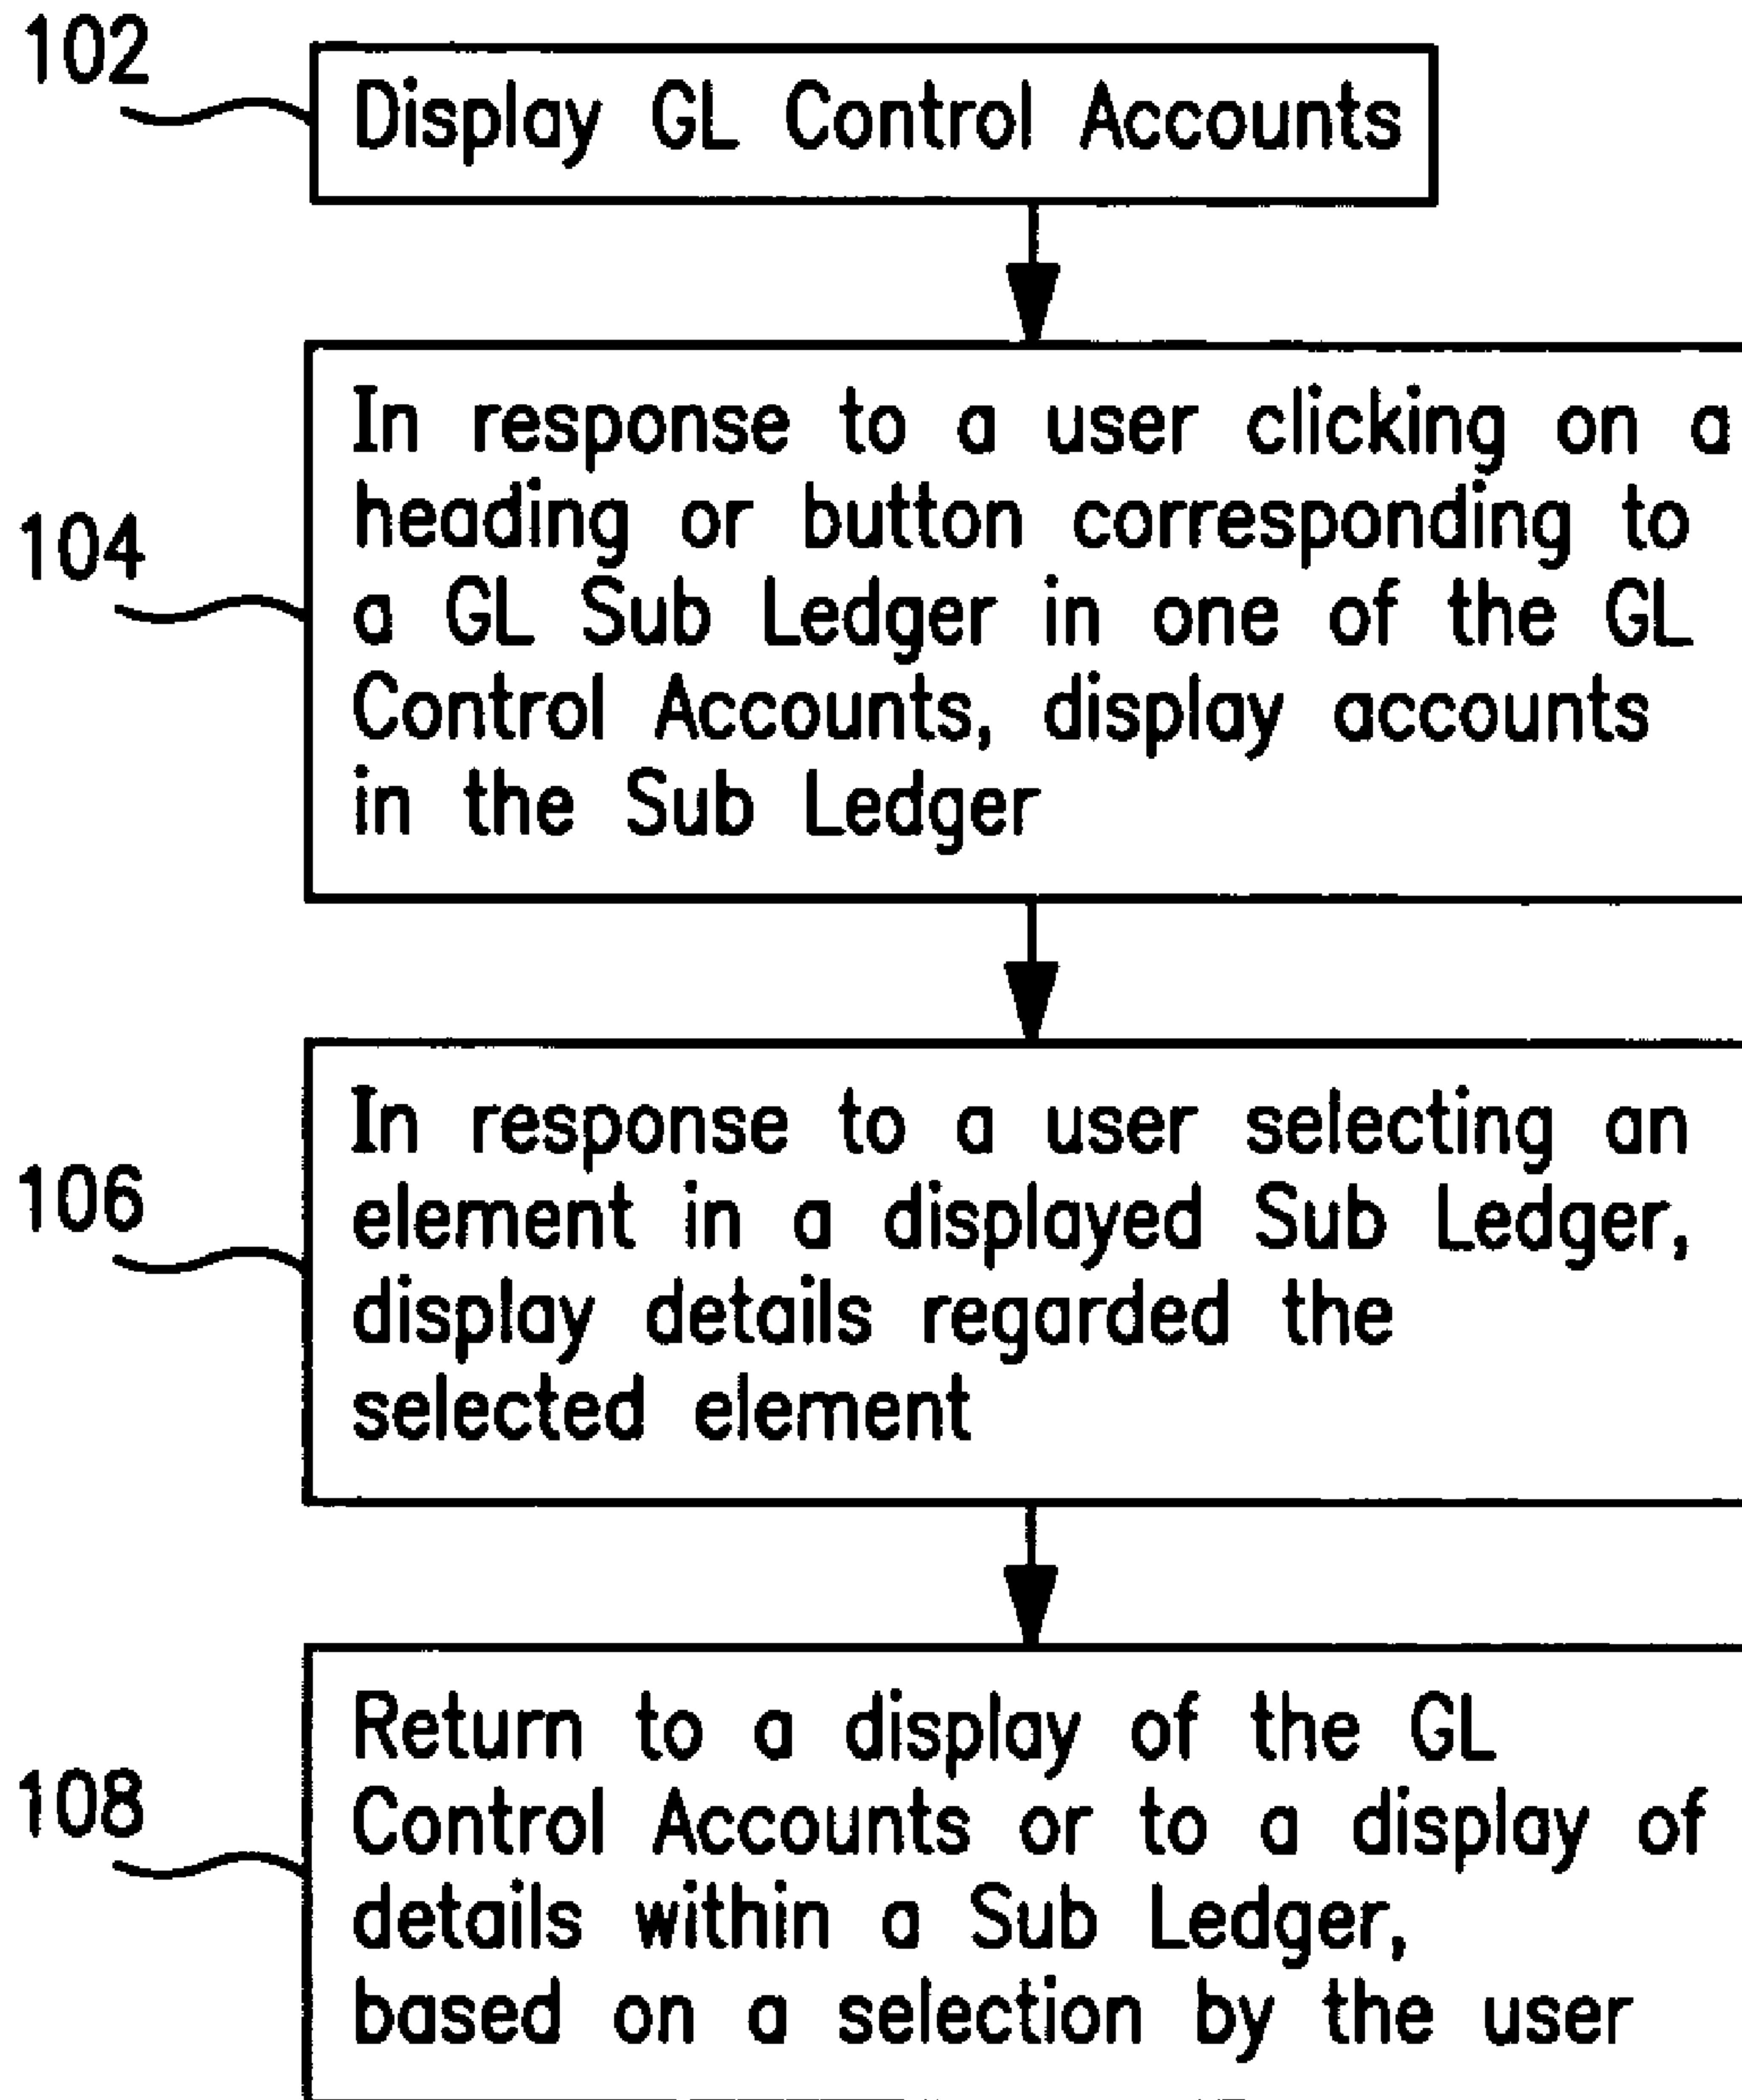 102
Display GL Control Accounts
104
In response to a user clicking on a
heading or button corresponding to
a GL Sub Ledger in one of the GL
Control Accounts, display accounts
in the Sub Ledger
106
In response to a user selecting an
element in a displayed Sub Ledger,
display details regarded the
selected element
108
Return to a display of the GL
Control Accounts or to a display of
details within a Sub Ledger,
based on a selection by the user